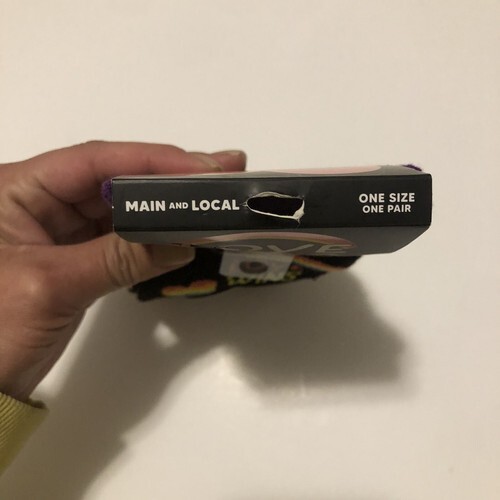 MAIN AND LOCAL
ONE SIZE
ONE PAIR